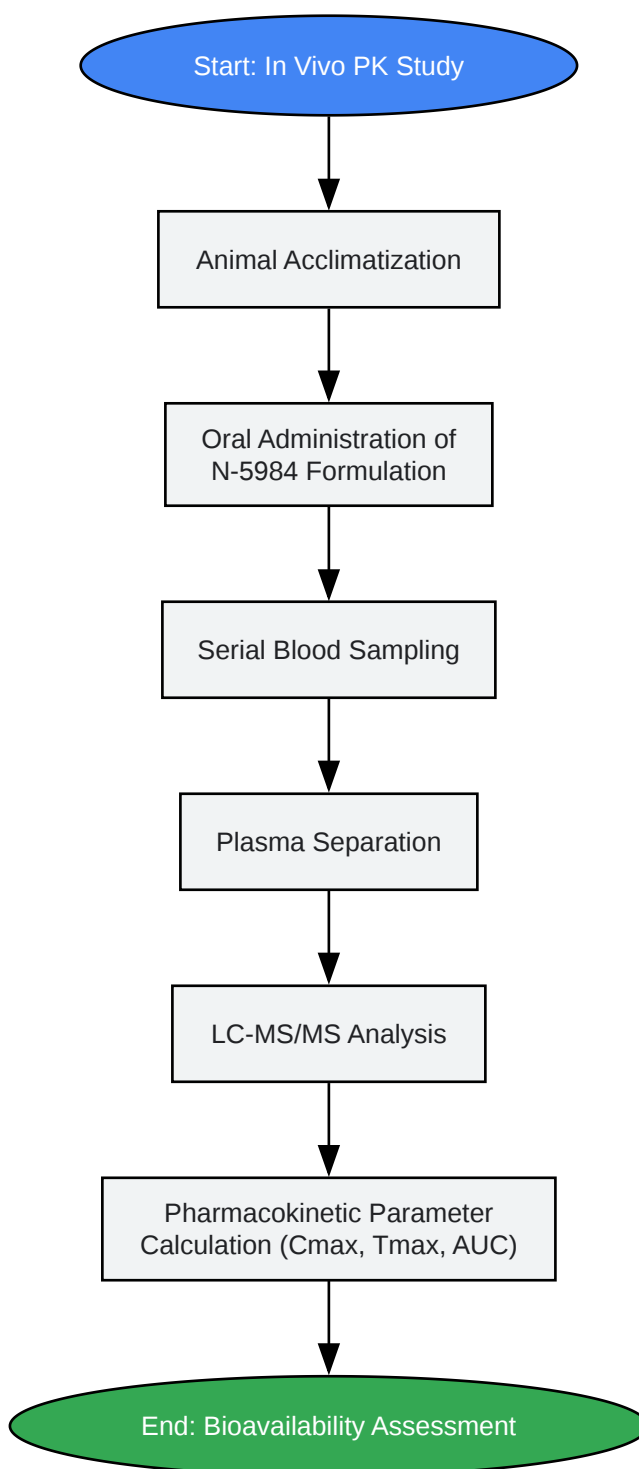 Start: In Vivo PK Study
Animal Acclimatization
Oral Administration of
N-5984 Formulation
Serial Blood Sampling
Plasma Separation
LC-MS/MS Analysis
Pharmacokinetic Parameter
Calculation (Cmax, Tmax, AUC)
End: Bioavailability Assessment